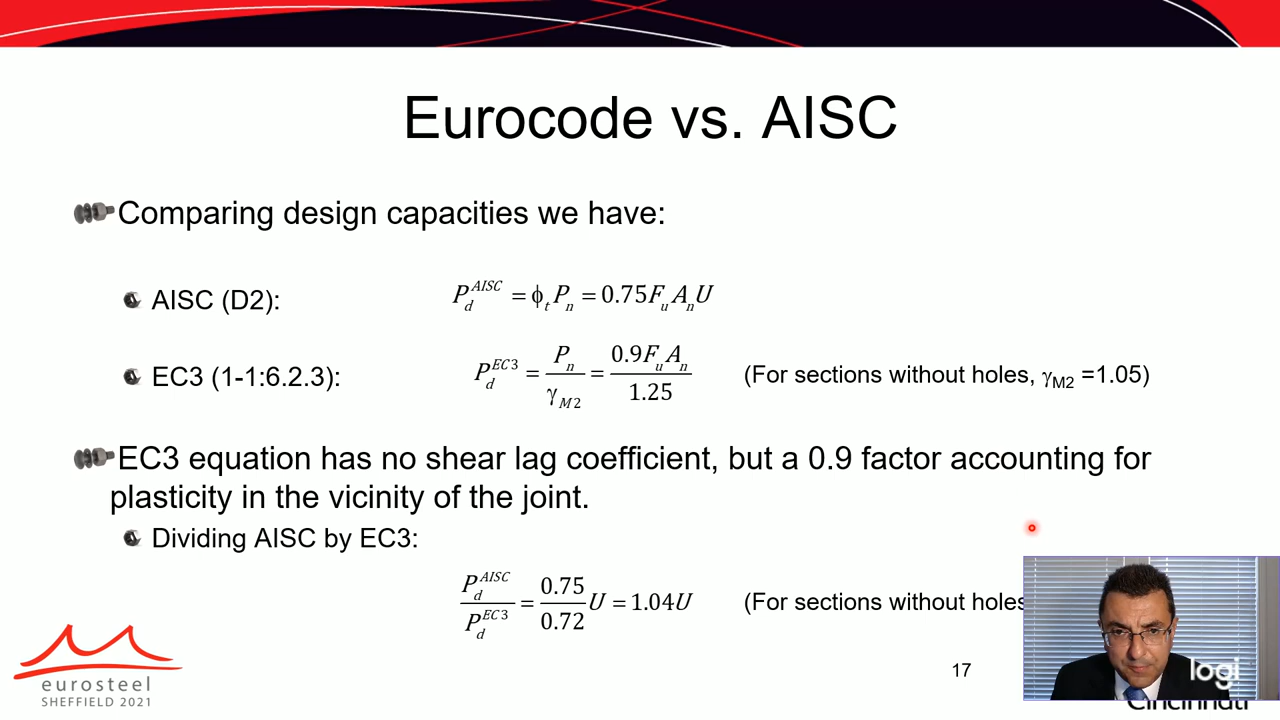 Eurocode vs. AISC
Comparing design capacities we have:
AISC (D2): P_d^AISC = ϕ_t P_n = 0.75F_u A_n U
EC3 (1-1:6.2.3): P_d^EC3 = P_n / γ_M2 = 0.9F_u A_n / 1.25 (For sections without holes, γ_M2 =1.05)
EC3 equation has no shear lag coefficient, but a 0.9 factor accounting for
plasticity in the vicinity of the joint.
Dividing AISC by EC3:
P_d^AISC / P_d^EC3 = 0.75 / 0.72 U = 1.04U (For sections without holes
logi
eurosteel
SHEFFIELD 2021
17
Cincinnati